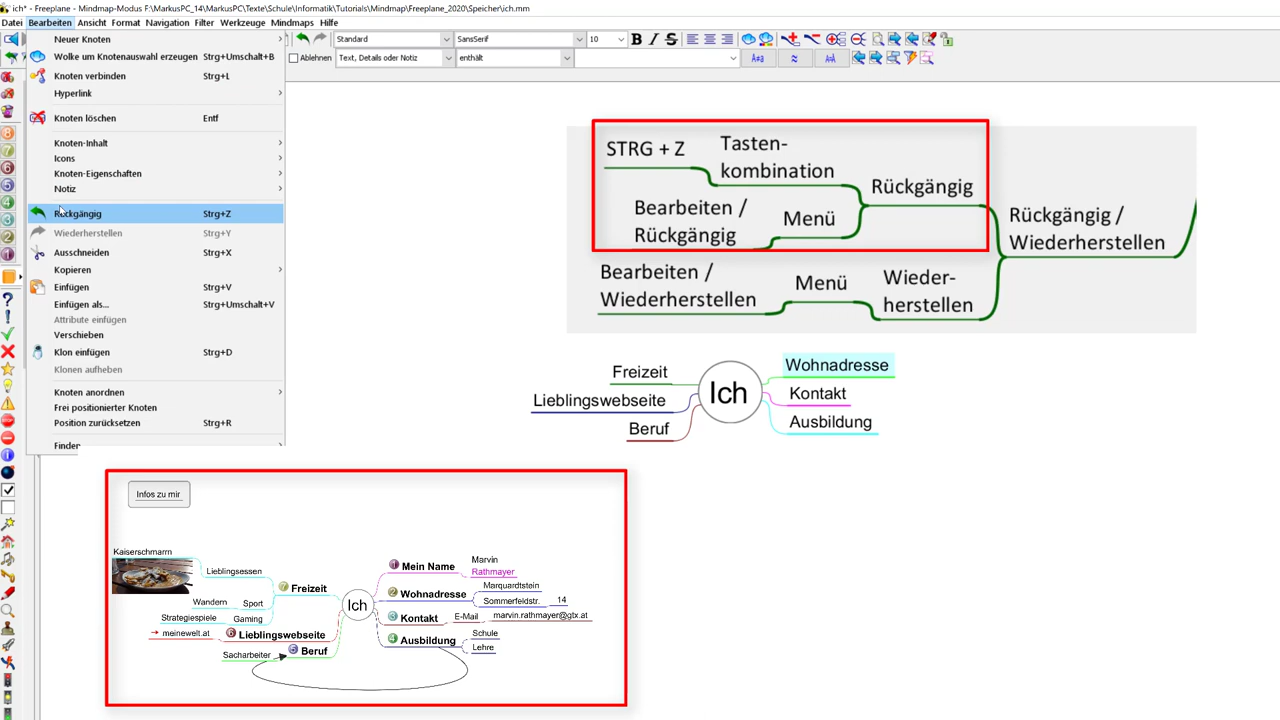 ich* - Freeplane - Mindmap-Modus F:\MarkusPC_14\MarkusPC\Texte\Schule\Informatik\Tutorials\Mindmap\Freeplane_2020\Speicher\ich.mm
Datei Bearbeiten Ansicht Format Navigation Filter Werkzeuge Mindmaps Hilfe
Standard SansSerif 10 B I S
Ablehnen Text, Details oder Notiz enthält
Neuer Knoten
Wolke um Knotenauswahl erzeugen Strg+Umschalt+B
Knoten verbinden Strg+L
Hyperlink
Knoten löschen Entf
Knoten-Inhalt
Icons
Knoten-Eigenschaften
Notiz
Rückgängig Strg+Z
Wiederherstellen Strg+Y
Ausschneiden Strg+X
Kopieren
Einfügen Strg+V
Einfügen als... Strg+Umschalt+V
Attribute einfügen
Verschieben
Klon einfügen Strg+D
Klonen aufheben
Knoten anordnen
Frei positionierter Knoten
Position zurücksetzen Strg+R
Finden
STRG + Z
Tasten-
kombination
Bearbeiten /
Rückgängig
Menü
Rückgängig
Bearbeiten /
Wiederherstellen
Menü
Wieder-
herstellen
Rückgängig /
Wiederherstellen
Freizeit
Lieblingswebseite
Beruf
Ich
Wohnadresse
Kontakt
Ausbildung
Infos zu mir
Kaiserschmarrn
Lieblingsessen
Wandern Sport
Strategiespiele Gaming
7 Freizeit
meinewelt.at
6 Lieblingswebseite
Sacharbeiter
5 Beruf
Ich
1 Mein Name
Marvin
Rathmayer
2 Wohnadresse
Marquardtstein
Sommerfeldstr. 14
3 Kontakt E-Mail marvin.rathmayer@gtx.at
4 Ausbildung
Schule
Lehre